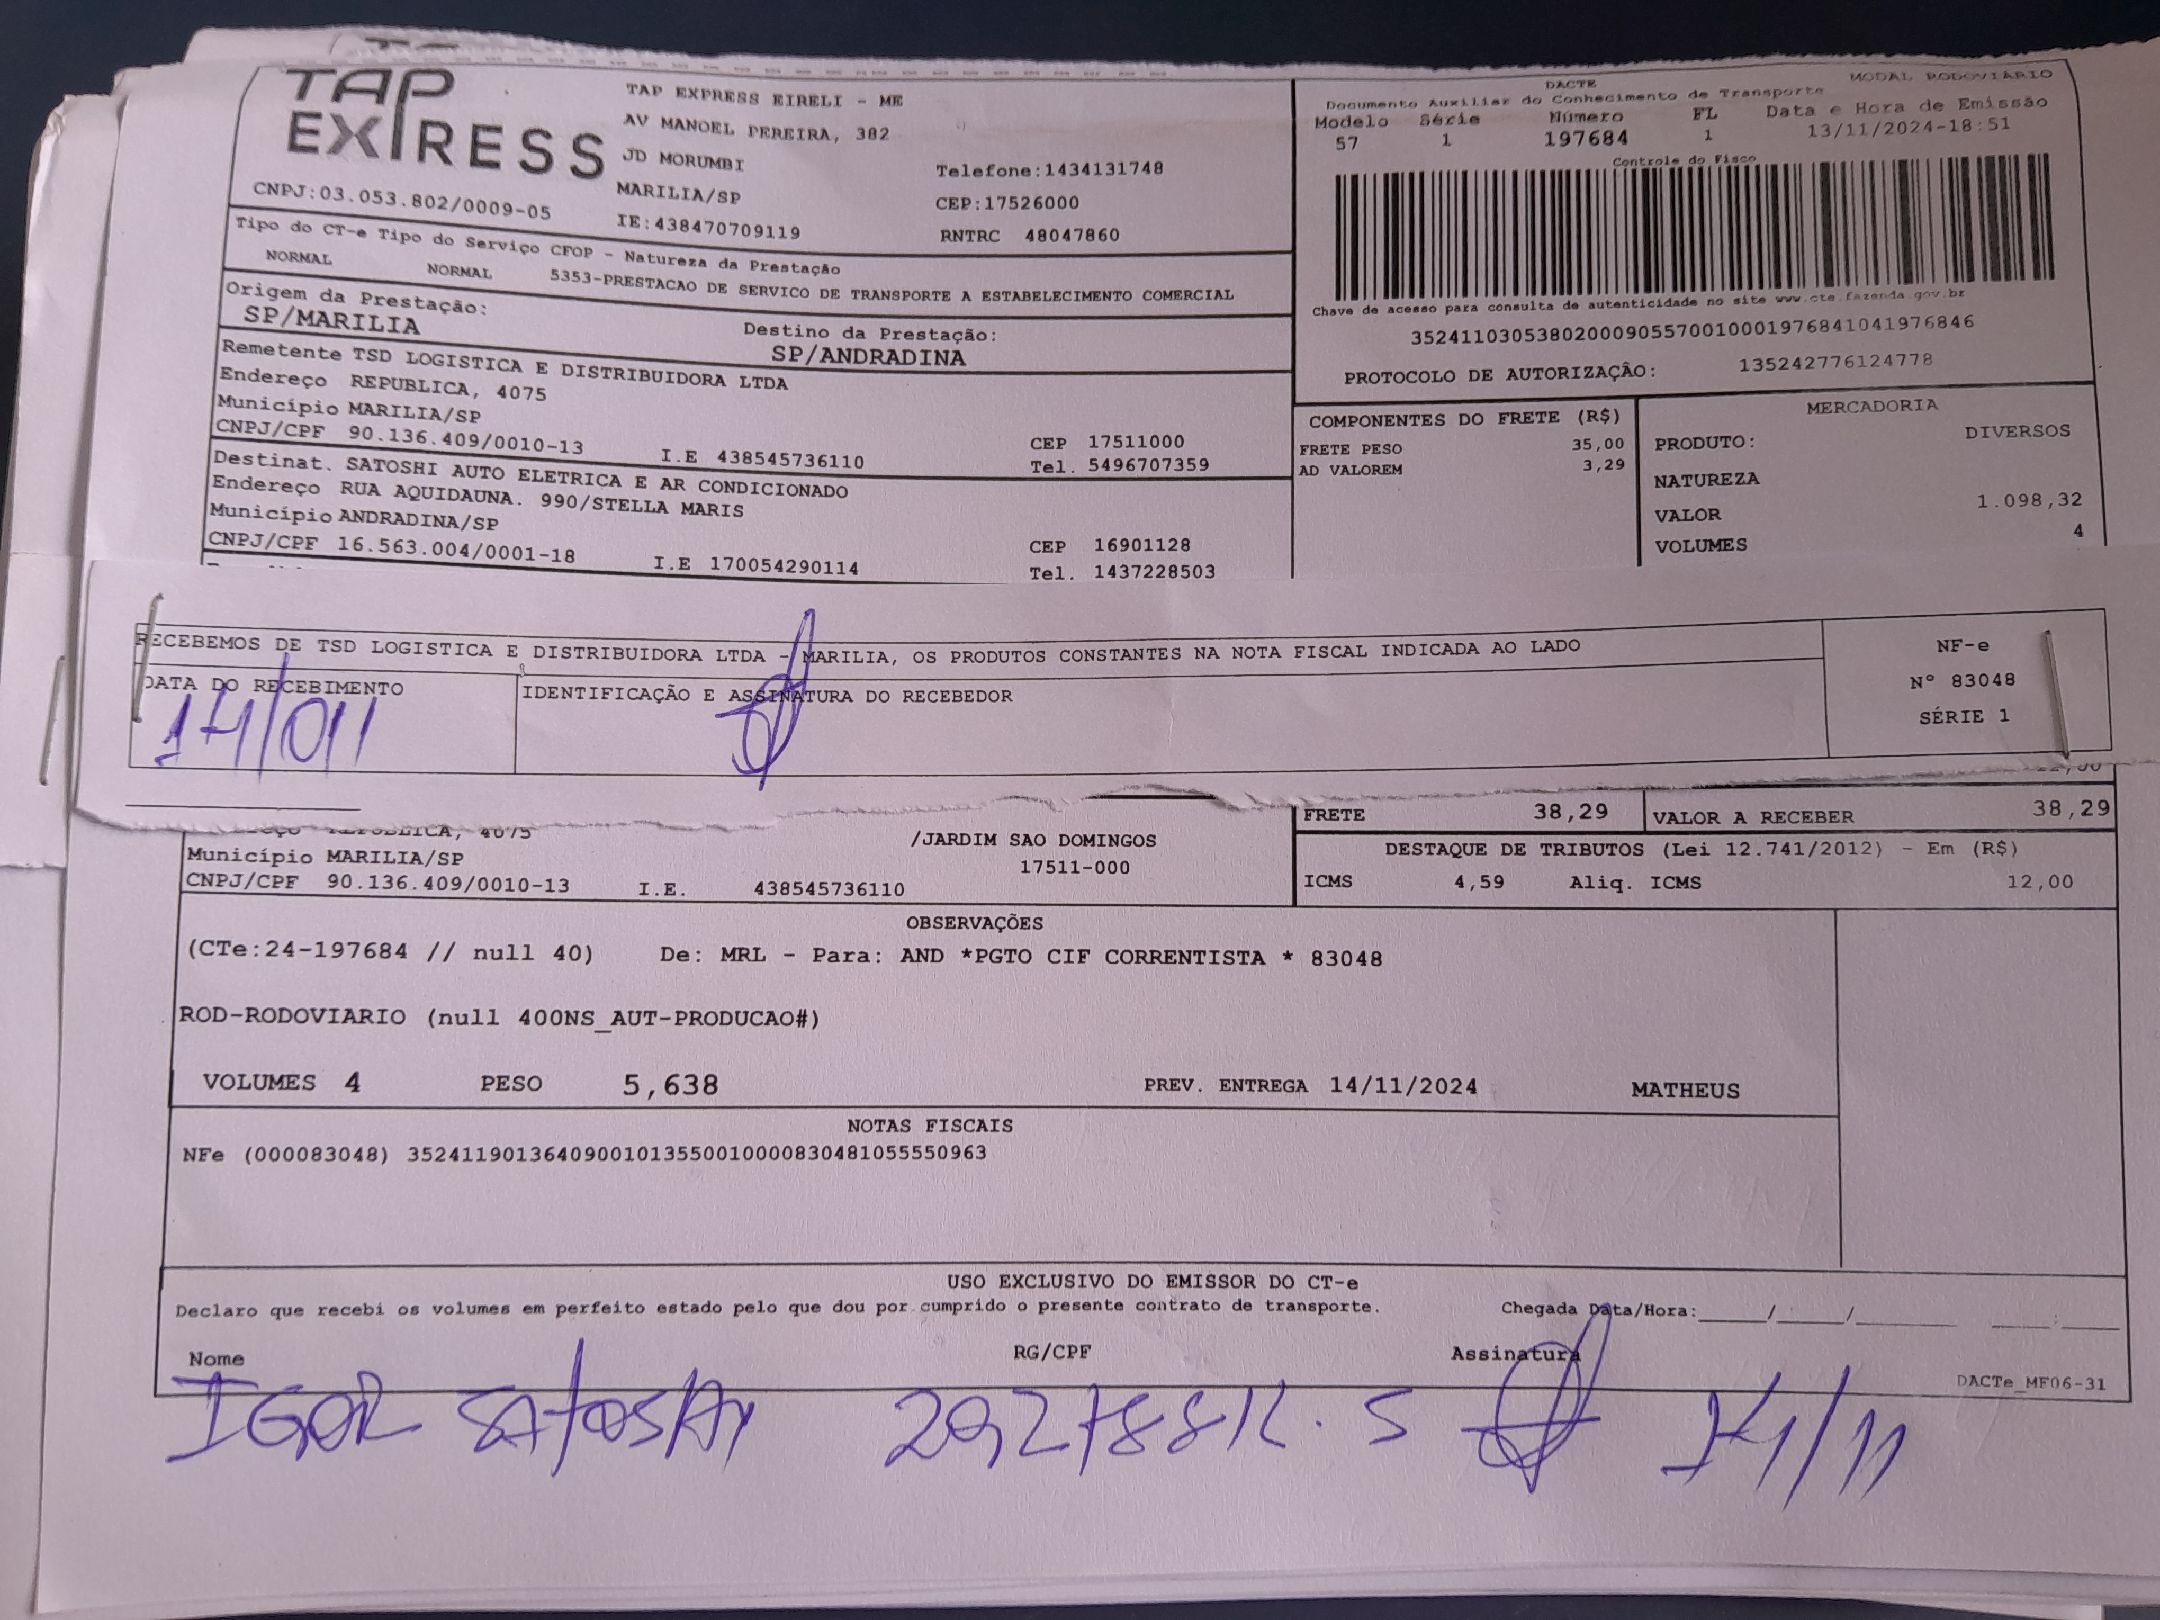 TAP
EXPRESS
CNPJ:03.053.802/0009-05
TAP EXPRESS EIRELI - ME
AV MANOEL PEREIRA, 382
JD MORUMBI
MARILIA/SP
IE:438470709119
Telefone:1434131748
CEP:17526000
RNTRC 48047860
DACTE
MODAL RODOVIÁRIO
Documento Auxiliar do Conhecimento de Transporte
Modelo Série Número FL Data e Hora de Emissão
57 1 197684 1 13/11/2024-18:51
Controle do Fisco
Chave de acesso para consulta de autenticidade no site www.cte.fazenda.gov.br
35241103053802000905570010001976841041976846
PROTOCOLO DE AUTORIZAÇÃO: 135242776124778
Tipo do CT-e Tipo do Serviço CFOP - Natureza da Prestação
NORMAL NORMAL 5353-PRESTACAO DE SERVICO DE TRANSPORTE A ESTABELECIMENTO COMERCIAL
Origem da Prestação:
SP/MARILIA
Destino da Prestação:
SP/ANDRADINA
Remetente TSD LOGISTICA E DISTRIBUIDORA LTDA
Endereço REPUBLICA, 4075
Município MARILIA/SP
CNPJ/CPF 90.136.409/0010-13 I.E 438545736110
CEP 17511000
Tel. 5496707359
Destinat. SATOSHI AUTO ELETRICA E AR CONDICIONADO
Endereço RUA AQUIDAUNA. 990/STELLA MARIS
Município ANDRADINA/SP
CNPJ/CPF 16.563.004/0001-18 I.E 170054290114
CEP 16901128
Tel. 1437228503
COMPONENTES DO FRETE (R$)
FRETE PESO 35,00
AD VALOREM 3,29
MERCADORIA
PRODUTO: DIVERSOS
NATUREZA
VALOR 1.098,32
VOLUMES 4
RECEBEMOS DE TSD LOGISTICA E DISTRIBUIDORA LTDA - MARILIA, OS PRODUTOS CONSTANTES NA NOTA FISCAL INDICADA AO LADO
DATA DO RECEBIMENTO
14/011
IDENTIFICAÇÃO E ASSINATURA DO RECEBEDOR
NF-e
N° 83048
SÉRIE 1
REPUBLICA, 4075
/JARDIM SAO DOMINGOS
Município MARILIA/SP
17511-000
CNPJ/CPF 90.136.409/0010-13 I.E. 438545736110
FRETE 38,29 VALOR A RECEBER 38,29
DESTAQUE DE TRIBUTOS (Lei 12.741/2012) - Em (R$)
ICMS 4,59 Aliq. ICMS 12,00
OBSERVAÇÕES
(CTe:24-197684 // null 40) De: MRL - Para: AND *PGTO CIF CORRENTISTA * 83048
ROD-RODOVIARIO (null 400NS_AUT-PRODUCAO#)
VOLUMES 4 PESO 5,638 PREV. ENTREGA 14/11/2024 MATHEUS
NOTAS FISCAIS
NFe (000083048) 35241190136409001013550010000830481055550963
USO EXCLUSIVO DO EMISSOR DO CT-e
Declaro que recebi os volumes em perfeito estado pelo que dou por cumprido o presente contrato de transporte.
Chegada Data/Hora:____/____/________ ____:____
Nome RG/CPF Assinatura
DACTe_MF06-31
IGOR 14/11